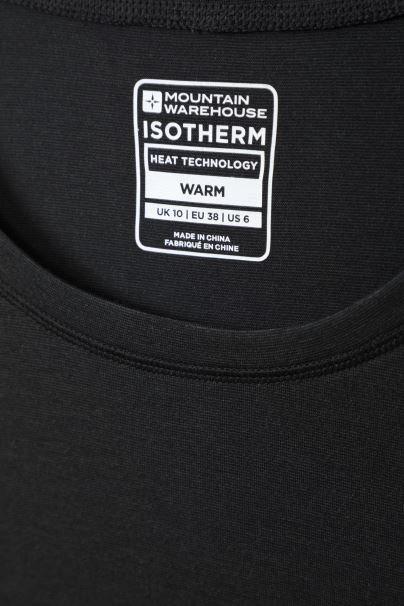 MOUNTAIN
WAREHOUSE
ISOTHERM
HEAT TECHNOLOGY
WARM
UK 10 | EU 38 | US 6
MADE IN CHINA
FABRIQUÉ EN CHINE